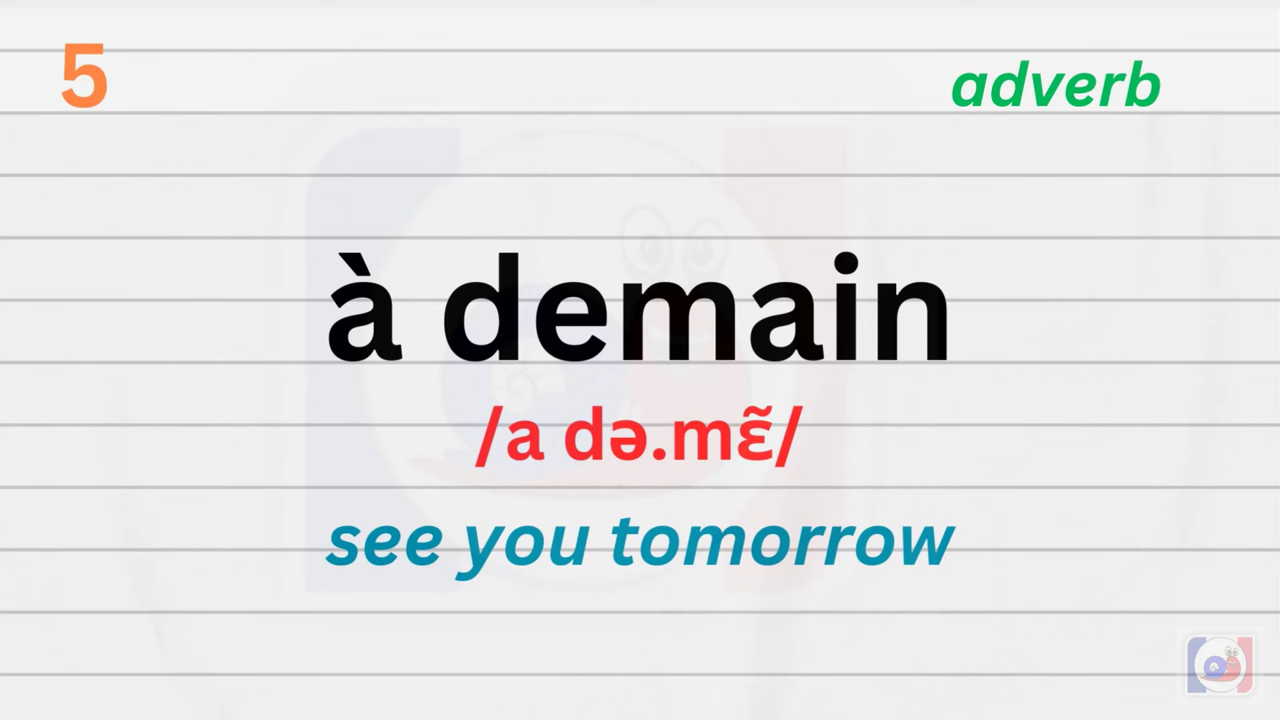 5
adverb
à demain
/a də.mɛ̃/
see you tomorrow